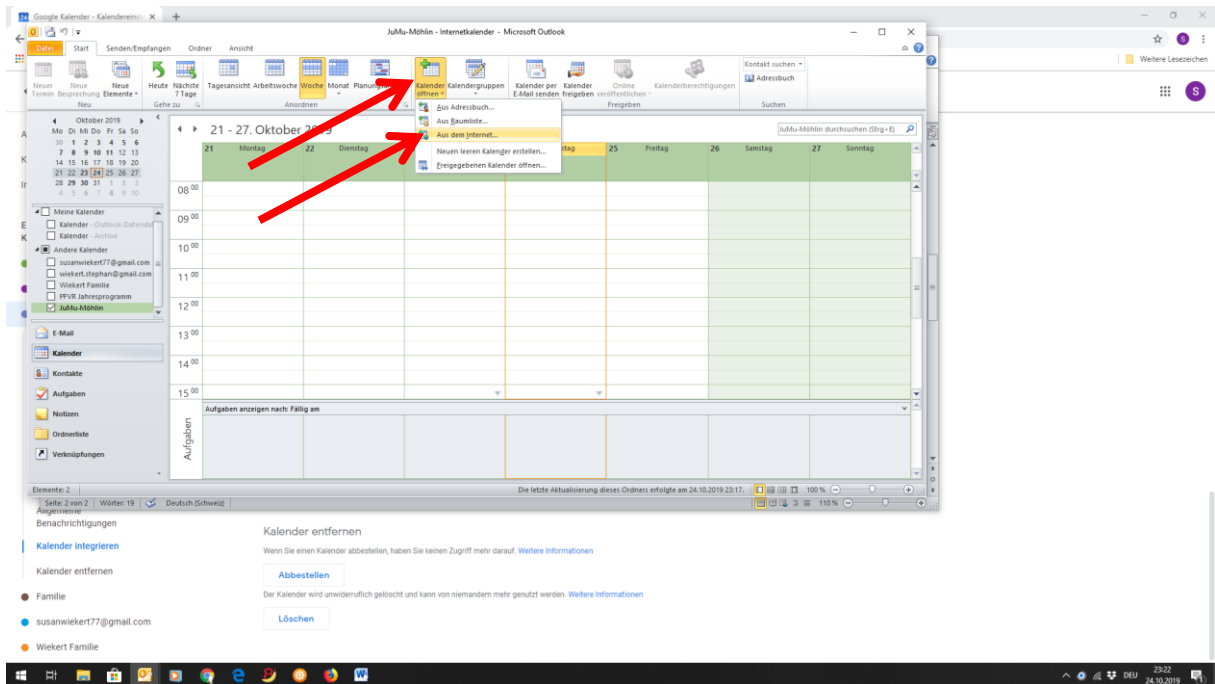 Google Kalender - Kalendereinst
JuMu-Möhlin - Internetkalender - Microsoft Outlook
Datei Start Senden/Empfangen Ordner Ansicht
Weitere Lesezeichen
S
Neuer Termin
Neue Besprechung
Neue Elemente
Heute
Nächste 7 Tage
Tagesansicht Arbeitswoche Woche Monat
Kalender öffnen
Kalendergruppen
Kalender per E-Mail senden
Kalender freigeben
Online veröffentlichen
Kalenderberechtigungen
Kontakt suchen
Adressbuch
Neu Gehe zu Anordnen Freigeben Suchen
Aus Adressbuch...
Aus Raumliste...
Aus dem Internet...
Neuen leeren Kalender erstellen...
Freigegebenen Kalender öffnen...
Oktober 2019
Mo Di Mi Do Fr Sa So
30 1 2 3 4 5 6
7 8 9 10 11 12 13
14 15 16 17 18 19 20
21 22 23 24 25 26 27
28 29 30 31 1 2 3
4 5 6 7 8 9 10
21 - 27. Oktober 2019
JuMu-Möhlin durchsuchen (Strg+E)
21 Montag 22 Dienstag 25 Freitag 26 Samstag 27 Sonntag
08 00
09 00
10 00
11 00
12 00
13 00
14 00
15 00
Meine Kalender
Kalender - Outlook-Datendat
Kalender - Archive
Andere Kalender
susanwiekert77@gmail.com
wiekert.stephan@gmail.com
Wiekert Familie
PFVR Jahresprogramm
JuMu-Möhlin
E-Mail
Kalender
Kontakte
Aufgaben
Notizen
Ordnerliste
Verknüpfungen
Aufgaben anzeigen nach: Fällig am
Aufgaben
Elemente: 2
Die letzte Aktualisierung dieses Ordners erfolgte am 24.10.2019 23:17.
100 %
Seite: 2 von 2 Wörter: 19 Deutsch (Schweiz)
110 %
Allgemeine
Benachrichtigungen
Kalender integrieren
Kalender entfernen
Familie
susanwiekert77@gmail.com
Wiekert Familie
Kalender entfernen
Wenn Sie einen Kalender abbestellen, haben Sie keinen Zugriff mehr darauf. Weitere Informationen
Abbestellen
Der Kalender wird unwiderruflich gelöscht und kann von niemandem mehr genutzt werden. Weitere Informationen
Löschen
DEU
23:22
24.10.2019